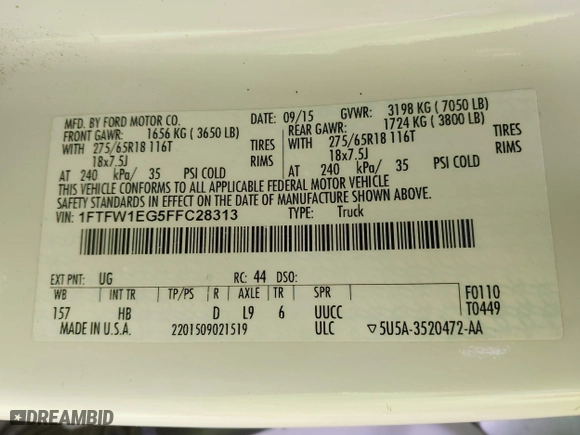 MFD. BY FORD MOTOR CO. DATE: 09/15 GVWR: 3198 KG ( 7050 LB)
FRONT GAWR: 1656 KG ( 3650 LB) REAR GAWR: 1724 KG ( 3800 LB)
WITH 275/65R18 116T TIRES WITH 275/65R18 116T TIRES
18x7.5J RIMS 18x7.5J RIMS
AT 240 kPa/ 35 PSI COLD AT 240 kPa/ 35 PSI COLD
THIS VEHICLE CONFORMS TO ALL APPLICABLE FEDERAL MOTOR VEHICLE
SAFETY STANDARDS IN EFFECT ON THE DATE OF MANUFACTURE SHOWN ABOVE.
VIN: 1FTFW1EG5FFC28313 TYPE: Truck
EXT PNT: UG RC: 44 DSO:
WB INT TR TP/PS R AXLE TR SPR F0110
157 HB D L9 6 UUCC T0449
MADE IN U.S.A. 2201509021519 ULC ▽5U5A-3520472-AA
DREAMBID